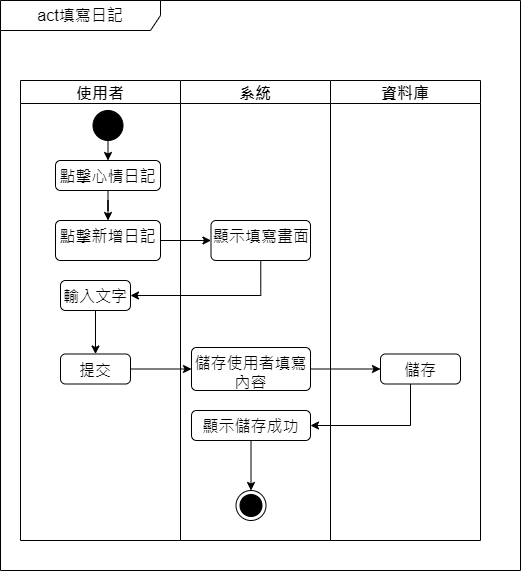 act填寫日記
使用者
系統
資料庫
點擊心情日記
點擊新增日記
顯示填寫畫面
輸入文字
提交
儲存使用者填寫
內容
儲存
顯示儲存成功